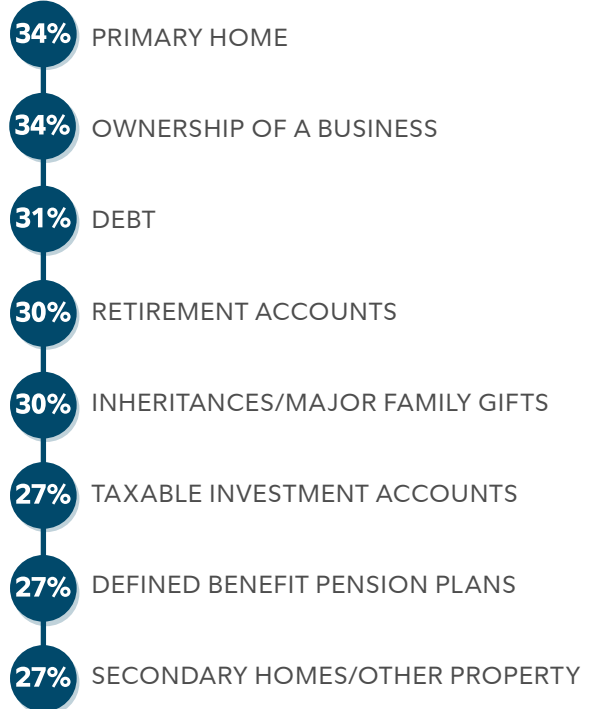 34% PRIMARY HOME
34% OWNERSHIP OF A BUSINESS
31% DEBT
30% RETIREMENT ACCOUNTS
30% INHERITANCES/MAJOR FAMILY GIFTS
27% TAXABLE INVESTMENT ACCOUNTS
27% DEFINED BENEFIT PENSION PLANS
27% SECONDARY HOMES/OTHER PROPERTY